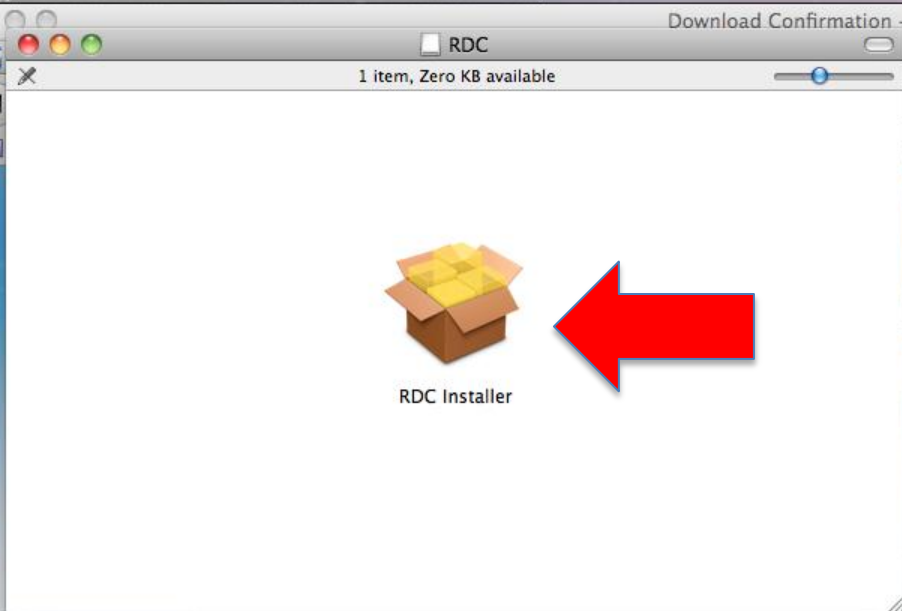 Download Confirmation -
RDC
1 item, Zero KB available
RDC Installer